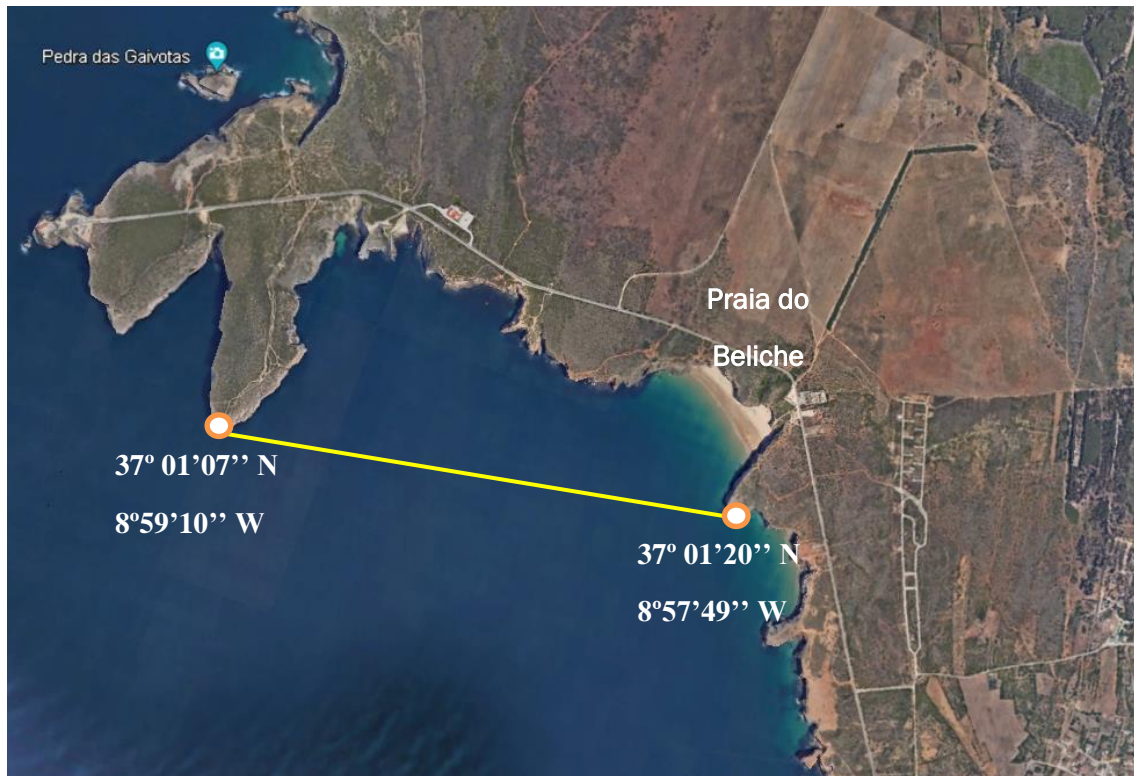 Pedra das Gaivotas
Praia do
Beliche
37º 01’07’’ N
8º59’10’’ W
37º 01’20’’ N
8º57’49’’ W